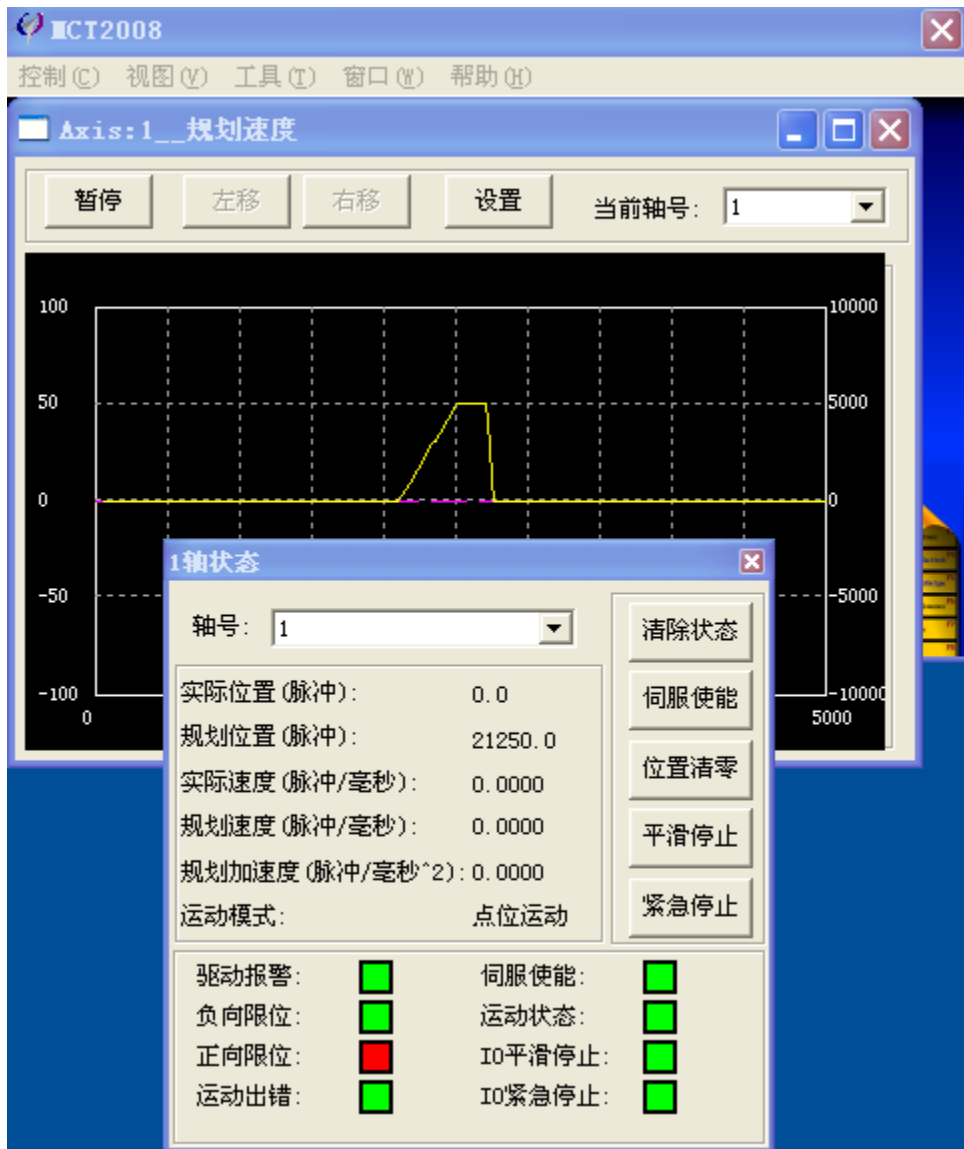 MCT2008
控制(C) 视图(V) 工具(T) 窗口(W) 帮助(H)
Axis:1__规划速度
暂停 左移 右移 设置 当前轴号: 1
100 10000
50 5000
0 0
-50 -5000
-100 -10000
0 5000
1轴状态
轴号: 1
清除状态
实际位置(脉冲): 0.0
伺服使能
规划位置(脉冲): 21250.0
位置清零
实际速度(脉冲/毫秒): 0.0000
规划速度(脉冲/毫秒): 0.0000
平滑停止
规划加速度(脉冲/毫秒^2): 0.0000
运动模式: 点位运动
紧急停止
驱动报警: 伺服使能:
负向限位: 运动状态:
正向限位: IO平滑停止:
运动出错: IO紧急停止: